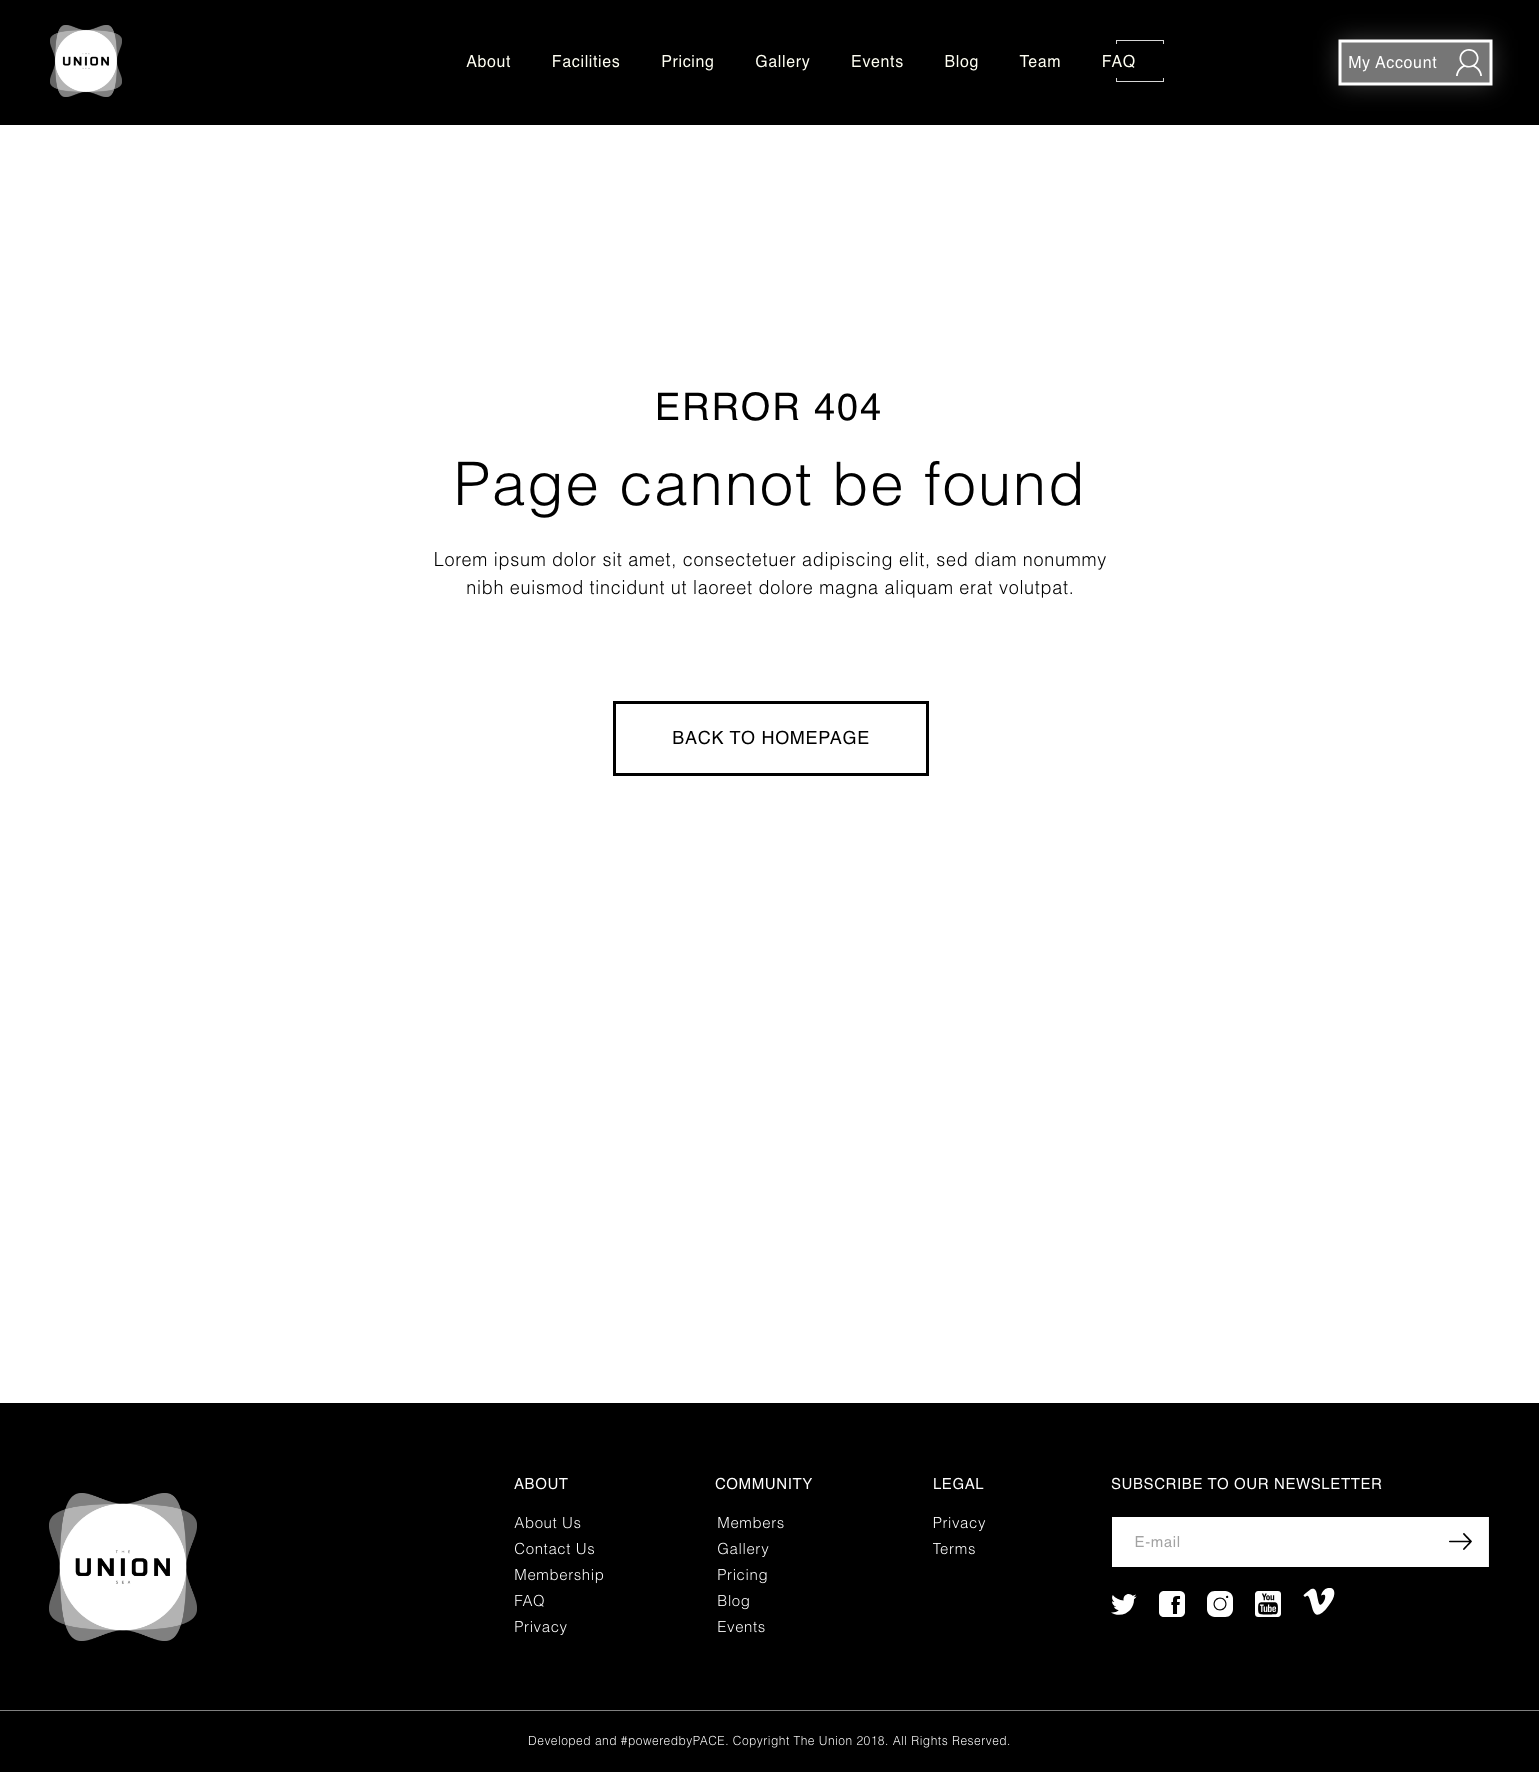 UNION
About Facilities Pricing Gallery Events Blog Team FAQ
My Account
ERROR 404
Page cannot be found
Lorem ipsum dolor sit amet, consectetuer adipiscing elit, sed diam nonummy
nibh euismod tincidunt ut laoreet dolore magna aliquam erat volutpat.
BACK TO HOMEPAGE
THE
UNION
ABOUT
About Us
Contact Us
Membership
FAQ
Privacy
COMMUNITY
Members
Gallery
Pricing
Blog
Events
LEGAL
Privacy
Terms
SUBSCRIBE TO OUR NEWSLETTER
E-mail
You
Tube
Developed and #poweredbyPACE. Copyright The Union 2018. All Rights Reserved.